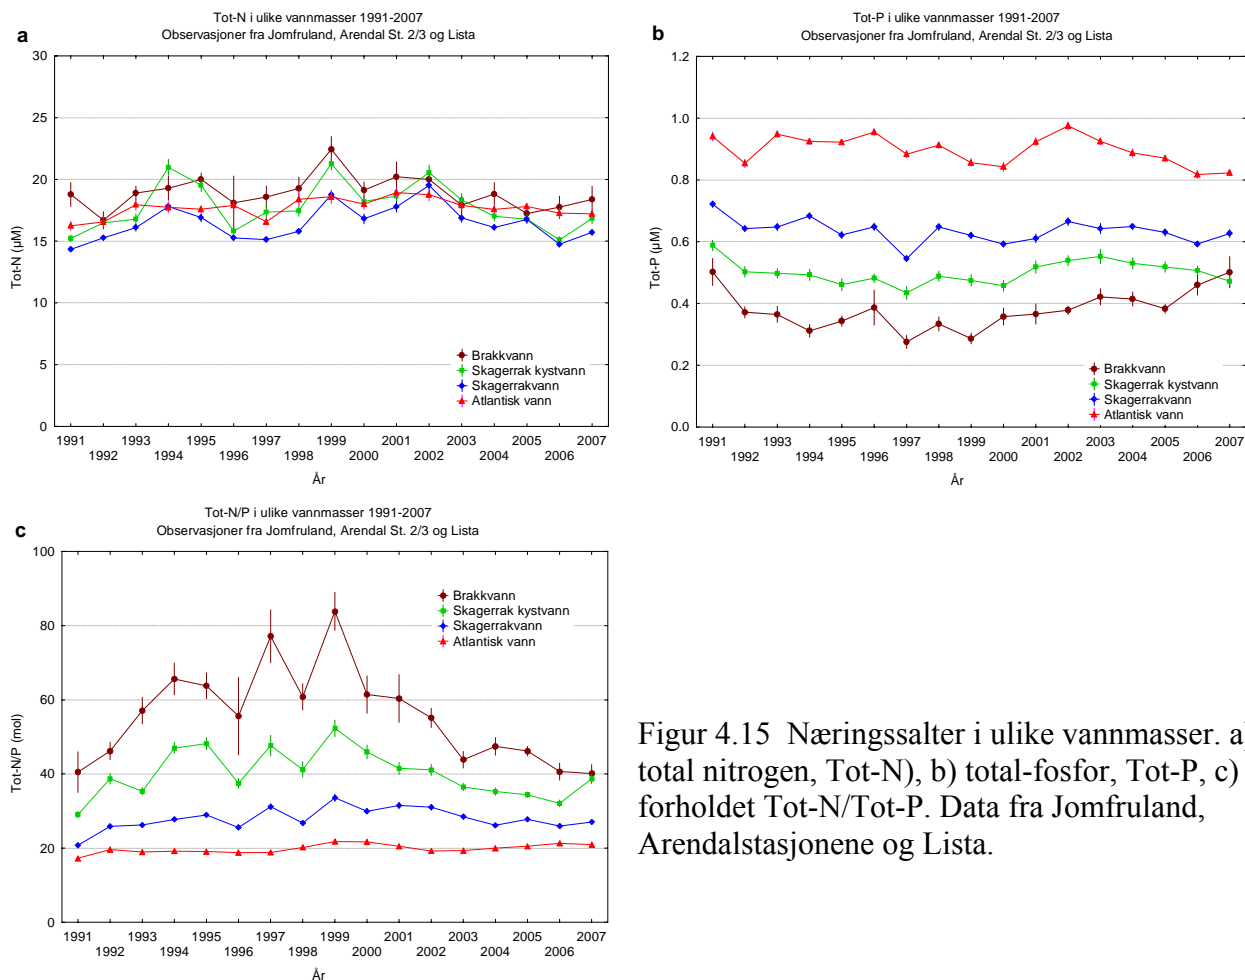 a
Tot-N i ulike vannmasser 1991-2007
Observasjoner fra Jomfruland, Arendal St. 2/3 og Lista
30
25
20
15
10
5
0
Tot-N (µM)
Brakkvann
Skagerrak kystvann
Skagerrakvann
Atlantisk vann
1991 1993 1995 1997 1999 2001 2003 2005 2007
1992 1994 1996 1998 2000 2002 2004 2006
År
b
Tot-P i ulike vannmasser 1991-2007
Observasjoner fra Jomfruland, Arendal St. 2/3 og Lista
1.2
1.0
0.8
0.6
0.4
0.2
0.0
Tot-P (µM)
Brakkvann
Skagerrak kystvann
Skagerrakvann
Atlantisk vann
1991 1993 1995 1997 1999 2001 2003 2005 2007
1992 1994 1996 1998 2000 2002 2004 2006
År
c
Tot-N/P i ulike vannmasser 1991-2007
Observasjoner fra Jomfruland, Arendal St. 2/3 og Lista
100
80
60
40
20
0
Tot-N/P (mol)
Brakkvann
Skagerrak kystvann
Skagerrakvann
Atlantisk vann
1991 1993 1995 1997 1999 2001 2003 2005 2007
1992 1994 1996 1998 2000 2002 2004 2006
År
Figur 4.15 Næringssalter i ulike vannmasser. a)
total nitrogen, Tot-N), b) total-fosfor, Tot-P, c)
forholdet Tot-N/Tot-P. Data fra Jomfruland,
Arendalstasjonene og Lista.